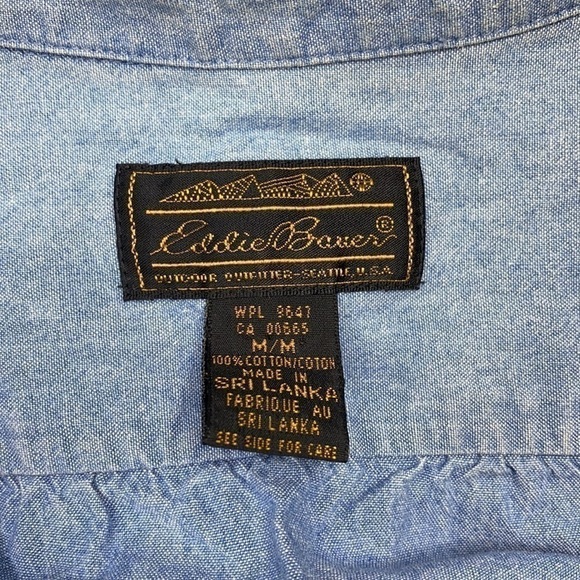 Eddie Bauer®
OUTDOOR OUTFITTER-SEATTLE, U.S.A.
WPL 9647
CA 00665
M/M
100% COTTON/COTON
MADE IN
SRI LANKA
FABRIQUE AU
SRI LANKA
SEE SIDE FOR CARE